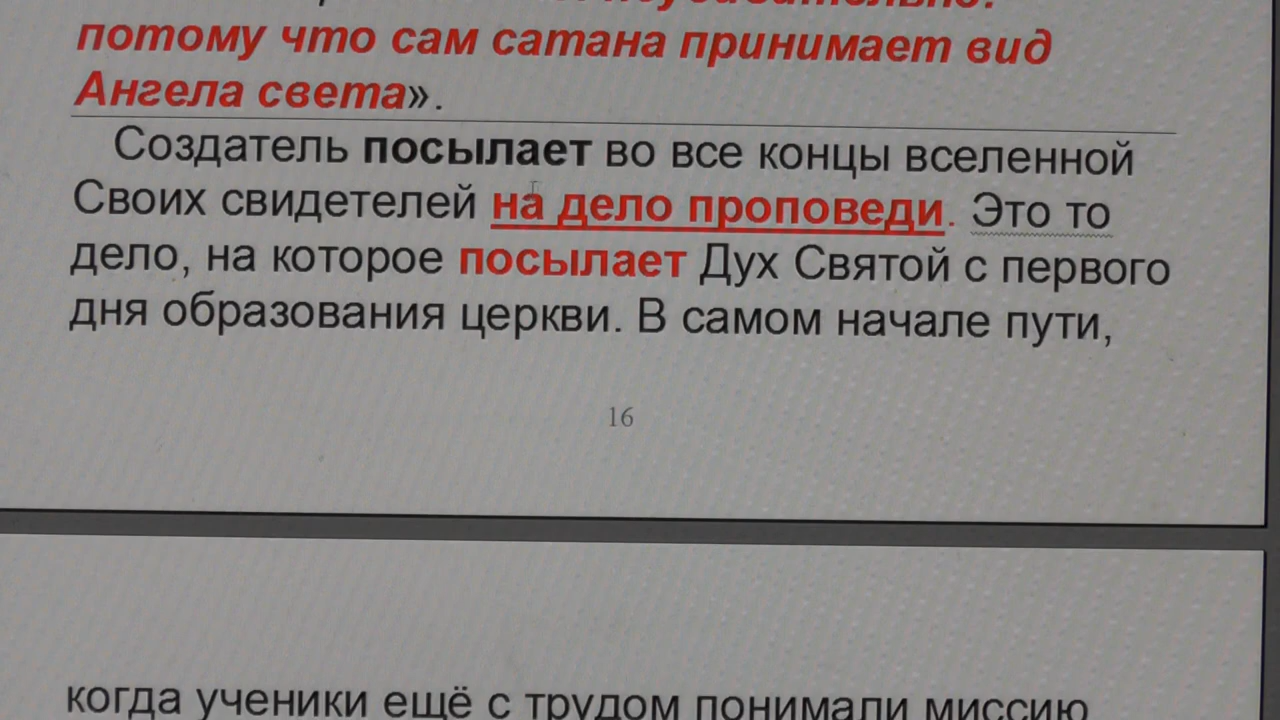 неудивительно:
потому что сам сатана принимает вид
Ангела света».
Создатель посылает во все концы вселенной
Своих свидетелей на дело проповеди. Это то
дело, на которое посылает Дух Святой с первого
дня образования церкви. В самом начале пути,
16
когда ученики ещё с трудом понимали миссию